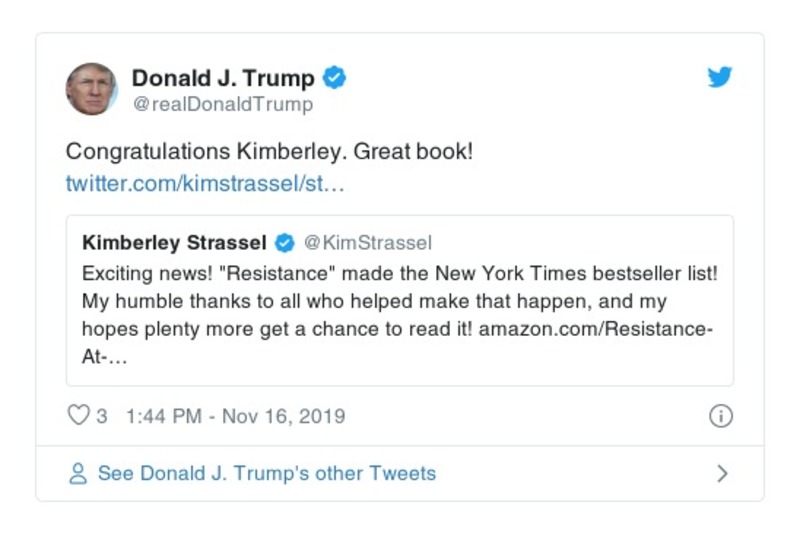 Donald J. Trump
@realDonaldTrump
Congratulations Kimberley. Great book!
twitter.com/kimstrassel/st…
Kimberley Strassel @KimStrassel
Exciting news! "Resistance" made the New York Times bestseller list!
My humble thanks to all who helped make that happen, and my
hopes plenty more get a chance to read it! amazon.com/Resistance-
At-…
3 1:44 PM - Nov 16, 2019
See Donald J. Trump's other Tweets